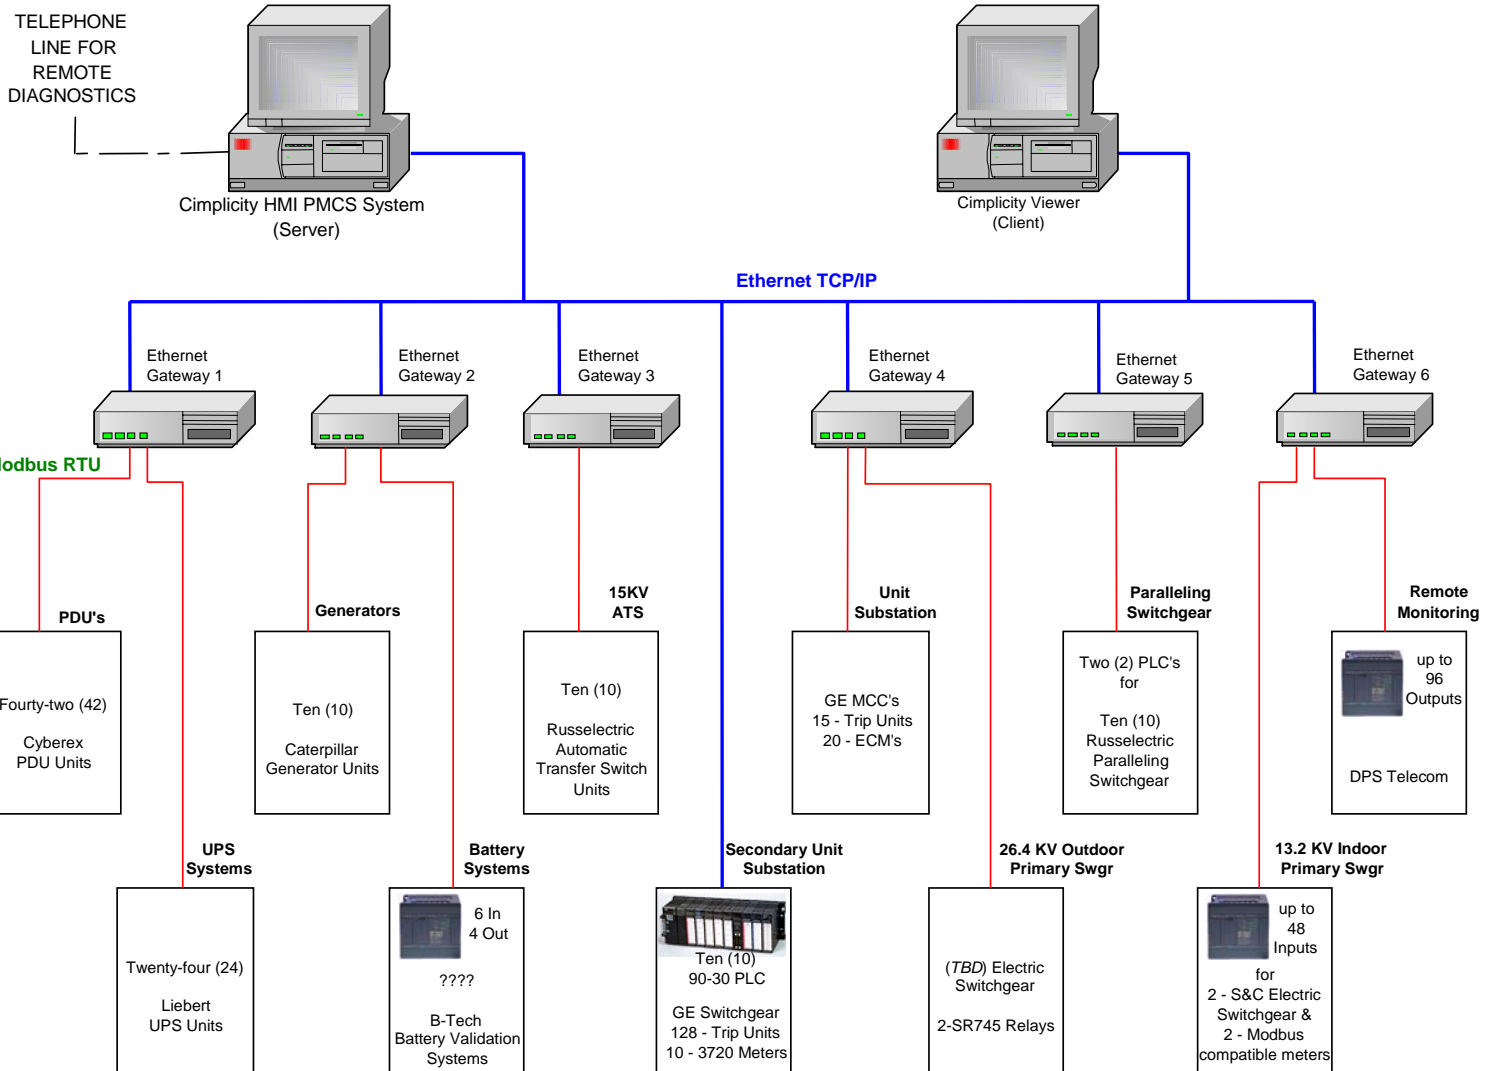 TELEPHONE
LINE FOR
REMOTE
DIAGNOSTICS
Cimplicity HMI PMCS System
(Server)
Cimplicity Viewer
(Client)
Ethernet TCP/IP
Ethernet
Gateway 1
Ethernet
Gateway 2
Ethernet
Gateway 3
Ethernet
Gateway 4
Ethernet
Gateway 5
Ethernet
Gateway 6
odbus RTU
PDU's
Fourty-two (42)
Cyberex
PDU Units
Generators
Ten (10)
Caterpillar
Generator Units
15KV
ATS
Ten (10)
Russelectric
Automatic
Transfer Switch
Units
Unit
Substation
GE MCC's
15 - Trip Units
20 - ECM's
Paralleling
Switchgear
Two (2) PLC's
for
Ten (10)
Russelectric
Paralleling
Switchgear
Remote
Monitoring
up to
96
Outputs
DPS Telecom
UPS
Systems
Twenty-four (24)
Liebert
UPS Units
Battery
Systems
6 In
4 Out
????
B-Tech
Battery Validation
Systems
Secondary Unit
Substation
Ten (10)
90-30 PLC
GE Switchgear
128 - Trip Units
10 - 3720 Meters
26.4 KV Outdoor
Primary Swgr
(TBD) Electric
Switchgear
2-SR745 Relays
13.2 KV Indoor
Primary Swgr
up to
48
Inputs
for
2 - S&C Electric
Switchgear &
2 - Modbus
compatible meters